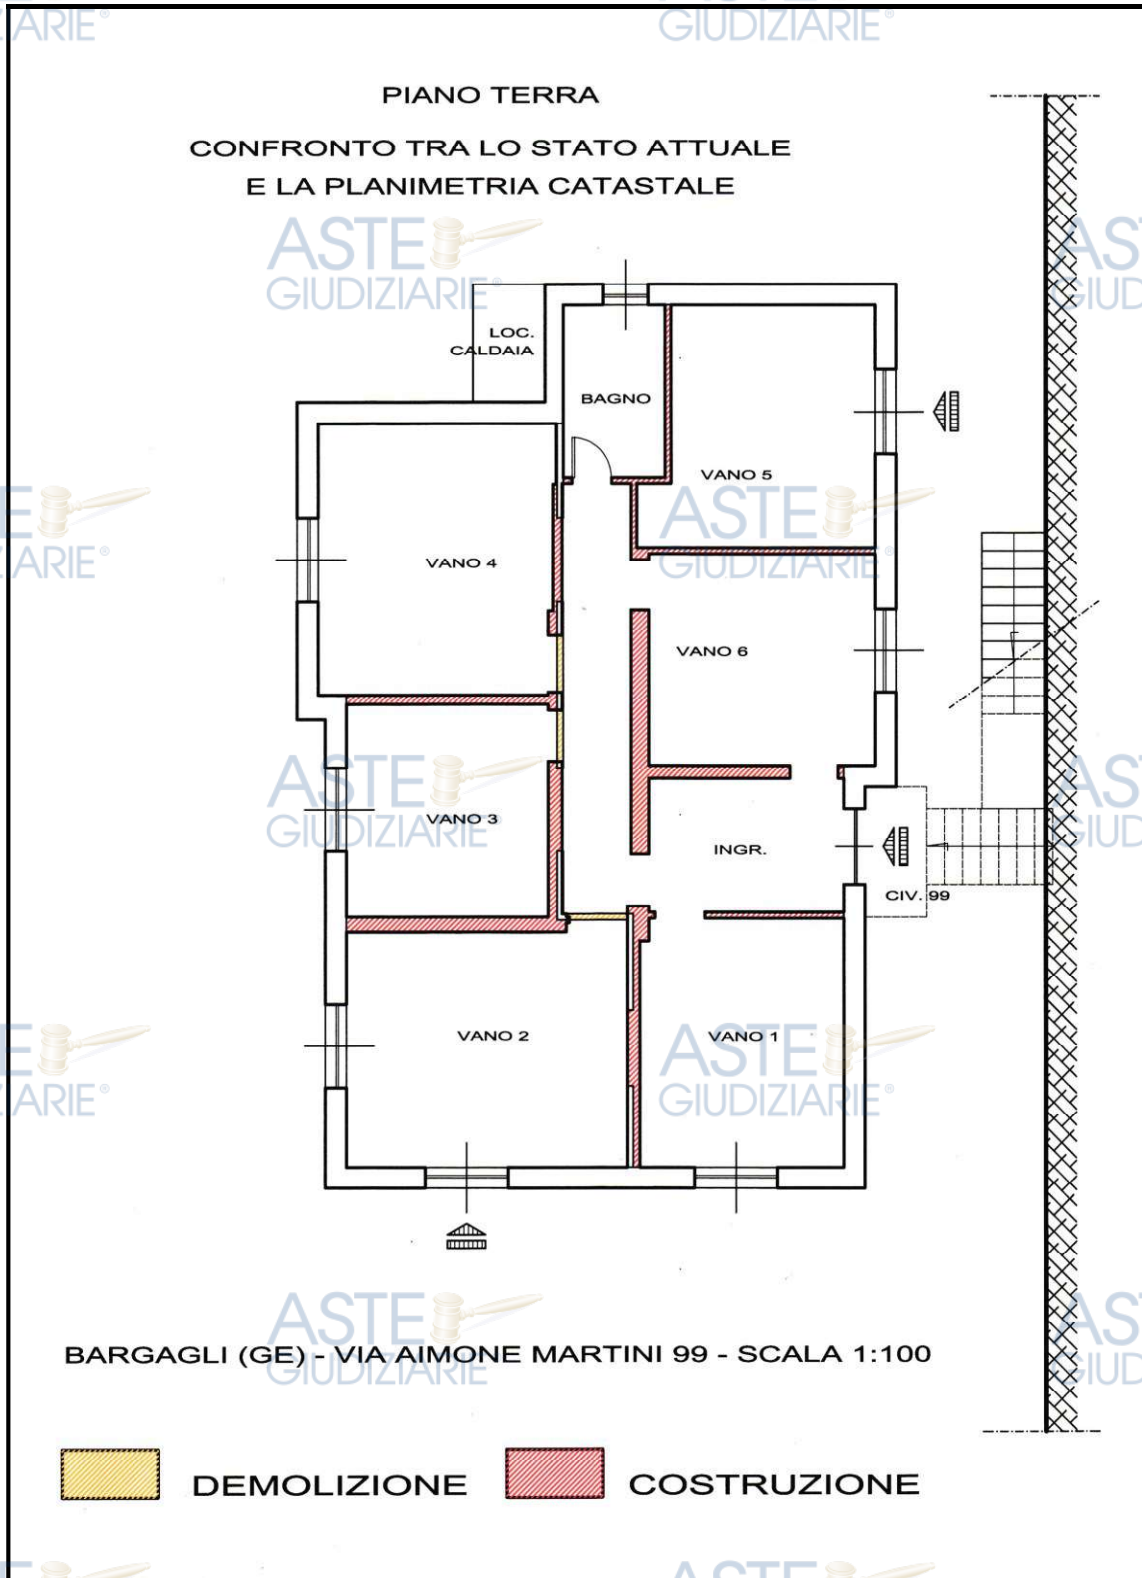 PIANO TERRA
CONFRONTO TRA LO STATO ATTUALE
E LA PLANIMETRIA CATASTALE
LOC.
CALDAIA
BAGNO
VANO 5
VANO 4
VANO 6
VANO 3
INGR.
CIV. 99
VANO 2
VANO 1
BARGAGLI (GE) - VIA AIMONE MARTINI 99 - SCALA 1:100
DEMOLIZIONE
COSTRUZIONE
ASTE
GIUDIZIARIE®